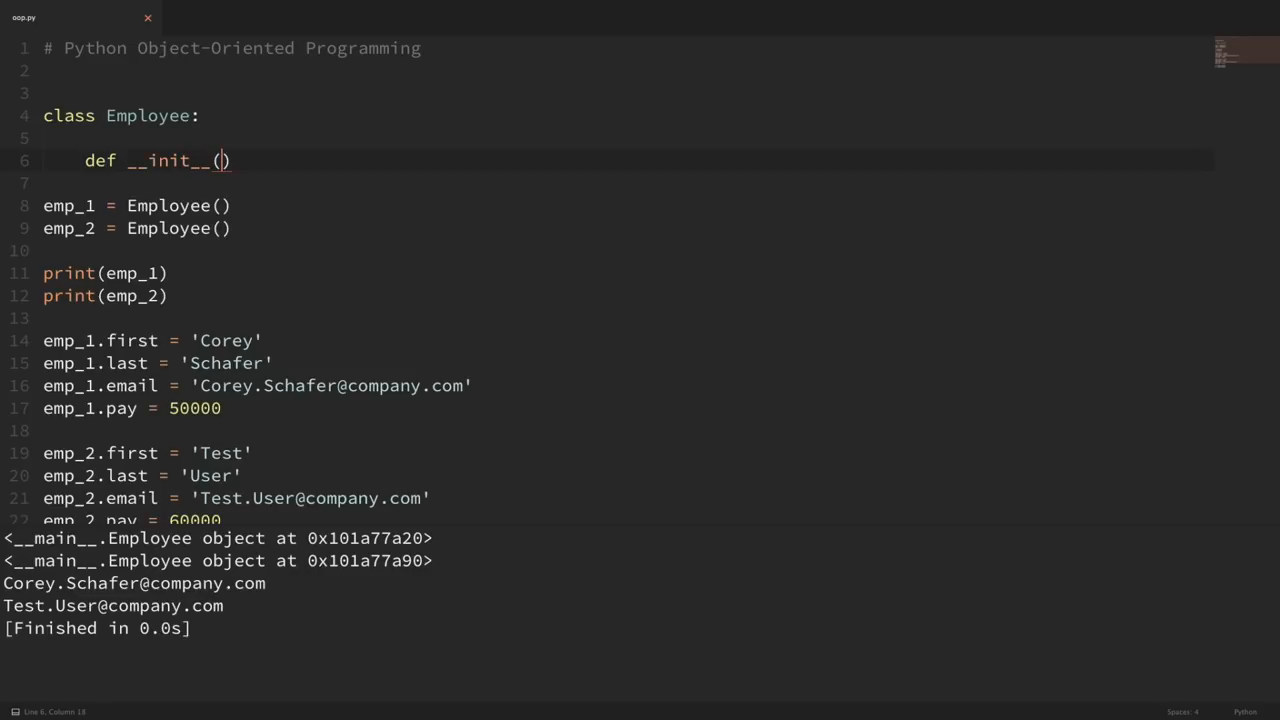 oop.py
1 # Python Object-Oriented Programming
2
3
4 class Employee:
5
6     def __init__()
7
8 emp_1 = Employee()
9 emp_2 = Employee()
10
11 print(emp_1)
12 print(emp_2)
13
14 emp_1.first = 'Corey'
15 emp_1.last = 'Schafer'
16 emp_1.email = 'Corey.Schafer@company.com'
17 emp_1.pay = 50000
18
19 emp_2.first = 'Test'
20 emp_2.last = 'User'
21 emp_2.email = 'Test.User@company.com'
22 emp_2.pay = 60000
<__main__.Employee object at 0x101a77a20>
<__main__.Employee object at 0x101a77a90>
Corey.Schafer@company.com
Test.User@company.com
[Finished in 0.0s]
Line 6, Column 18
Spaces: 4
Python